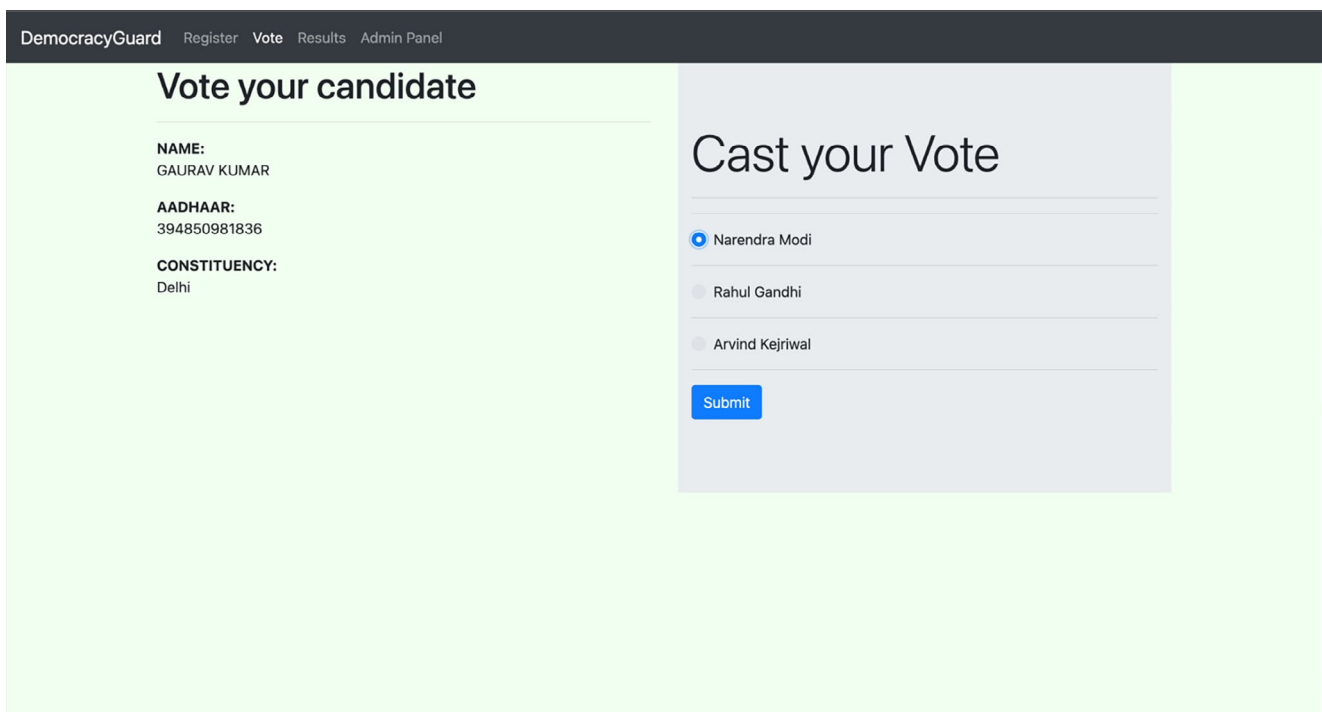 DemocracyGuard Register Vote Results Admin Panel
Vote your candidate
NAME:
GAURAV KUMAR
AADHAAR:
394850981836
CONSTITUENCY:
Delhi
Cast your Vote
Narendra Modi
Rahul Gandhi
Arvind Kejriwal
Submit